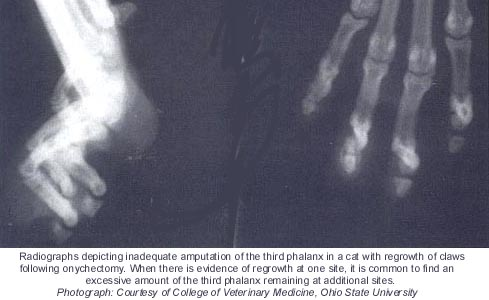 Radiographs depicting inadequate amputation of the third phalanx in a cat with regrowth of claws
following onychectomy. When there is evidence of regrowth at one site, it is common to find an
excessive amount of the third phalanx remaining at additional sites.
Photograph: Courtesy of College of Veterinary Medicine, Ohio State University